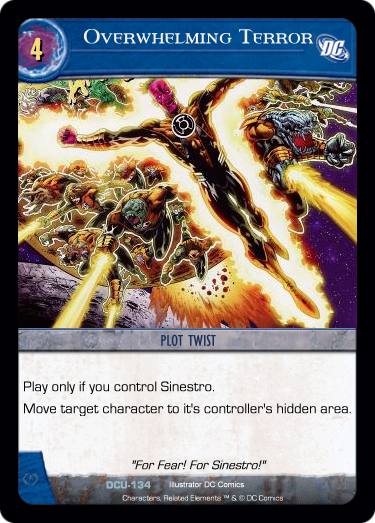 4
OVERWHELMING TERROR
DC
PLOT TWIST
Play only if you control Sinestro.
Move target character to it's controller's hidden area.
"For Fear! For Sinestro!"
DCU-134 Illustrator DC Comics
Characters, Related Elements ™ & © DC Comics